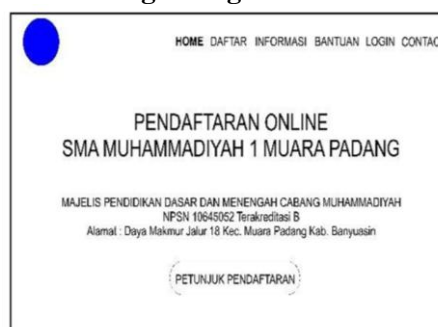 HOME DAFTAR INFORMASI BANTUAN LOGIN CONTAC
PENDAFTARAN ONLINE
SMA MUHAMMADIYAH 1 MUARA PADANG
MAJELIS PENDIDIKAN DASAR DAN MENENGAH CABANG MUHAMMADIYAH
NPSN 10645052 Terakreditasi B
Alamat : Daya Makmur Jalur 18 Kec. Muara Padang Kab. Banyuasin
PETUNJUK PENDAFTARAN